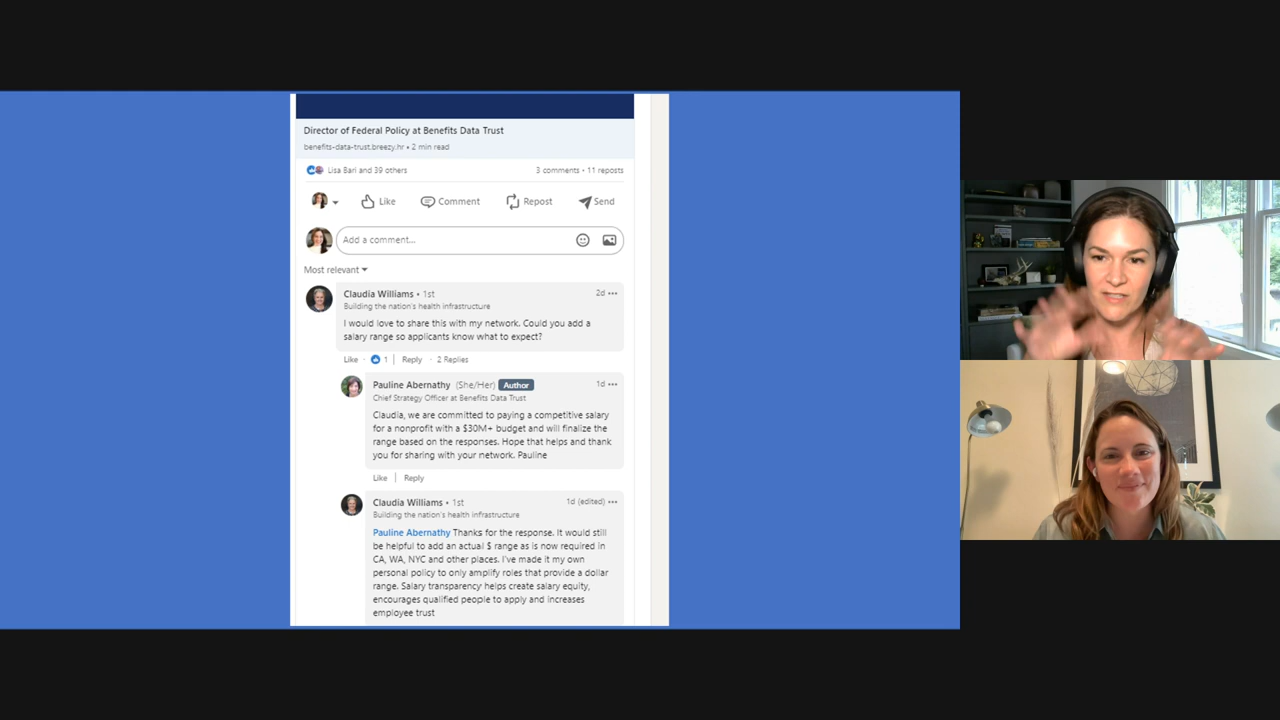 Director of Federal Policy at Benefits Data Trust
benefits-data-trust.breezy.hr • 2 min read
Lisa Bari and 39 others
3 comments • 11 reposts
Like
Comment
Repost
Send
Add a comment...
Most relevant
Claudia Williams • 1st
2d
Building the nation's health infrastructure
I would love to share this with my network. Could you add a
salary range so applicants know what to expect?
Like · 1 | Reply · 2 Replies
Pauline Abernathy (She/Her) Author
1d
Chief Strategy Officer at Benefits Data Trust
Claudia, we are committed to paying a competitive salary
for a nonprofit with a $30M+ budget and will finalize the
range based on the responses. Hope that helps and thank
you for sharing with your network. Pauline
Like | Reply
Claudia Williams • 1st
1d (edited)
Building the nation's health infrastructure
Pauline Abernathy Thanks for the response. It would still
be helpful to add an actual $ range as is now required in
CA, WA, NYC and other places. I've made it my own
personal policy to only amplify roles that provide a dollar
range. Salary transparency helps create salary equity,
encourages qualified people to apply and increases
employee trust